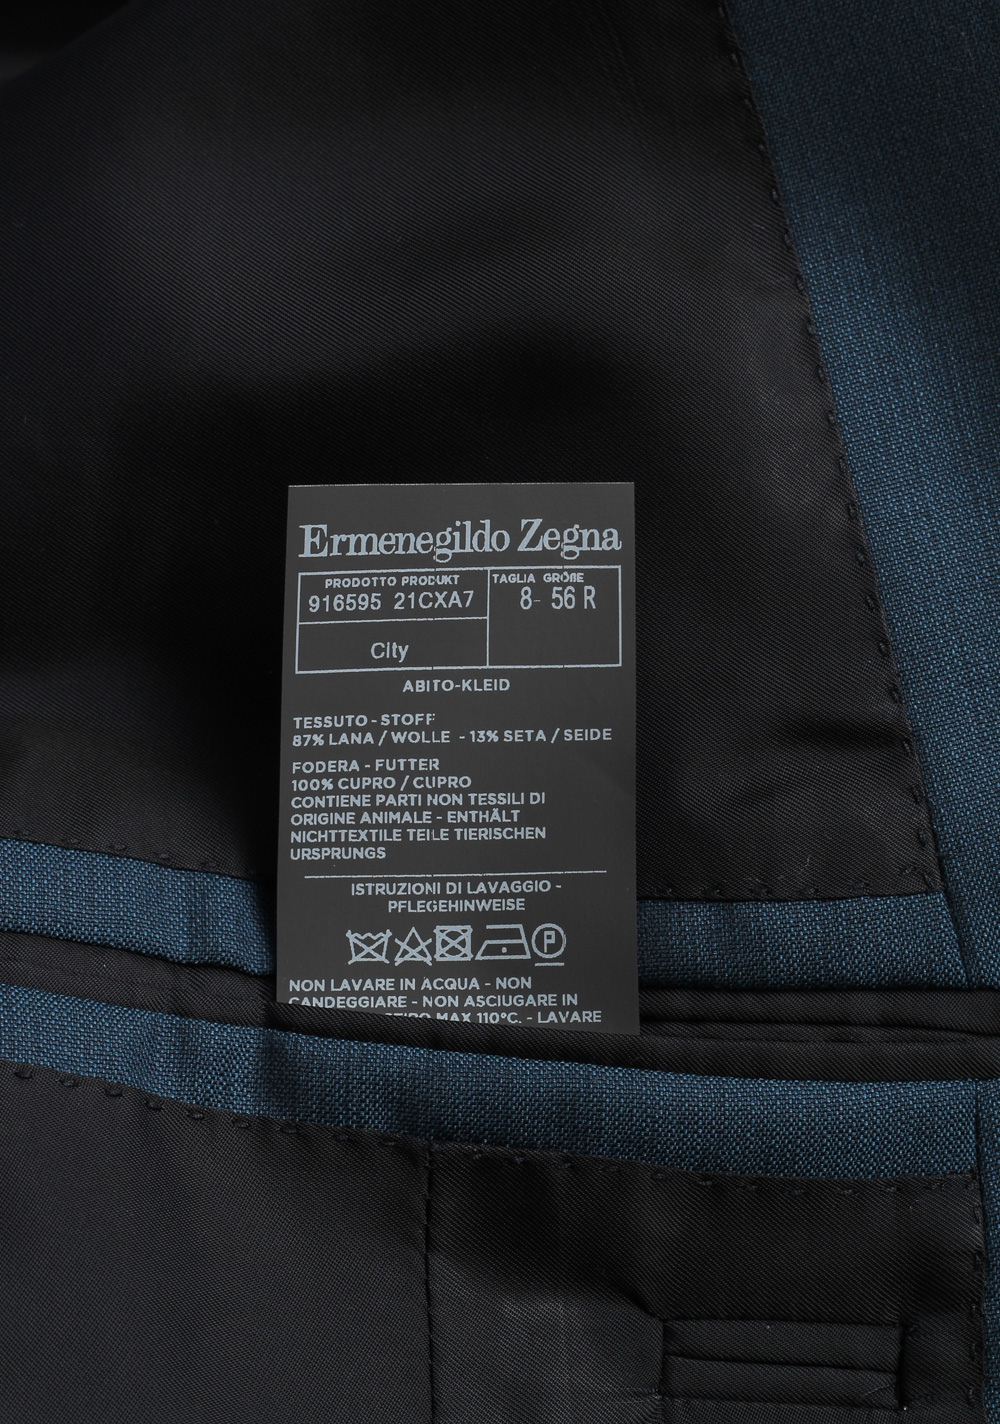 Ermenegildo Zegna
PRODOTTO PRODUKT
916595 21CXA7
TAGLIA GRÖßE
8- 56 R
City
ABITO-KLEID
TESSUTO - STOFF
87% LANA / WOLLE - 13% SETA / SEIDE
FODERA - FUTTER
100% CUPRO / CUPRO
CONTIENE PARTI NON TESSILI DI
ORIGINE ANIMALE - ENTHÄLT
NICHTTEXTILE TEILE TIERISCHEN
URSPRUNGS
ISTRUZIONI DI LAVAGGIO -
PFLEGEHINWEISE
P
NON LAVARE IN ACQUA - NON
CANDEGGIARE - NON ASCIUGARE IN
MAX 110°C. - LAVARE